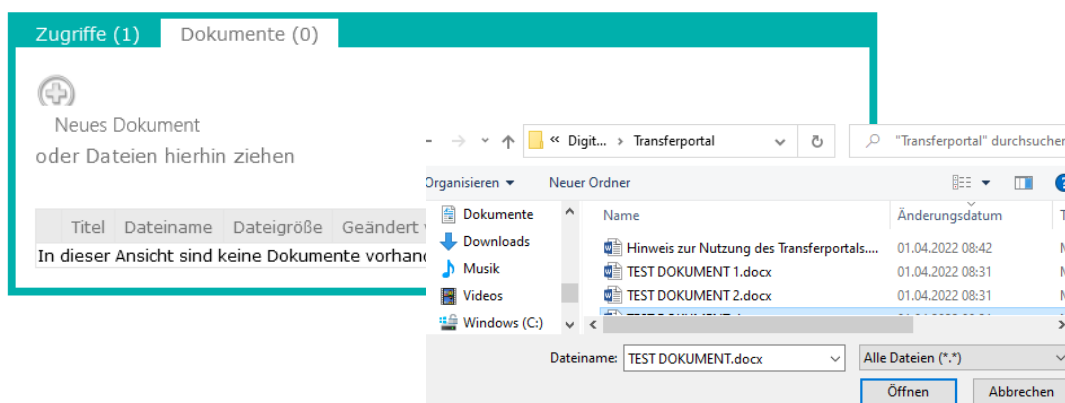 Zugriffe (1) Dokumente (0)
Neues Dokument
oder Dateien hierhin ziehen
Titel Dateiname Dateigröße Geändert
In dieser Ansicht sind keine Dokumente
« Digit... › Transferportal "Transferportal" durchsuchen
Organisieren Neuer Ordner
Dokumente
Downloads
Musik
Videos
Windows (C:)
Name Änderungsdatum
Hinweis zur Nutzung des Transferportals.... 01.04.2022 08:42
TEST DOKUMENT 1.docx 01.04.2022 08:31
TEST DOKUMENT 2.docx 01.04.2022 08:31
Dateiname: TEST DOKUMENT.docx Alle Dateien (*.*)
Öffnen Abbrechen